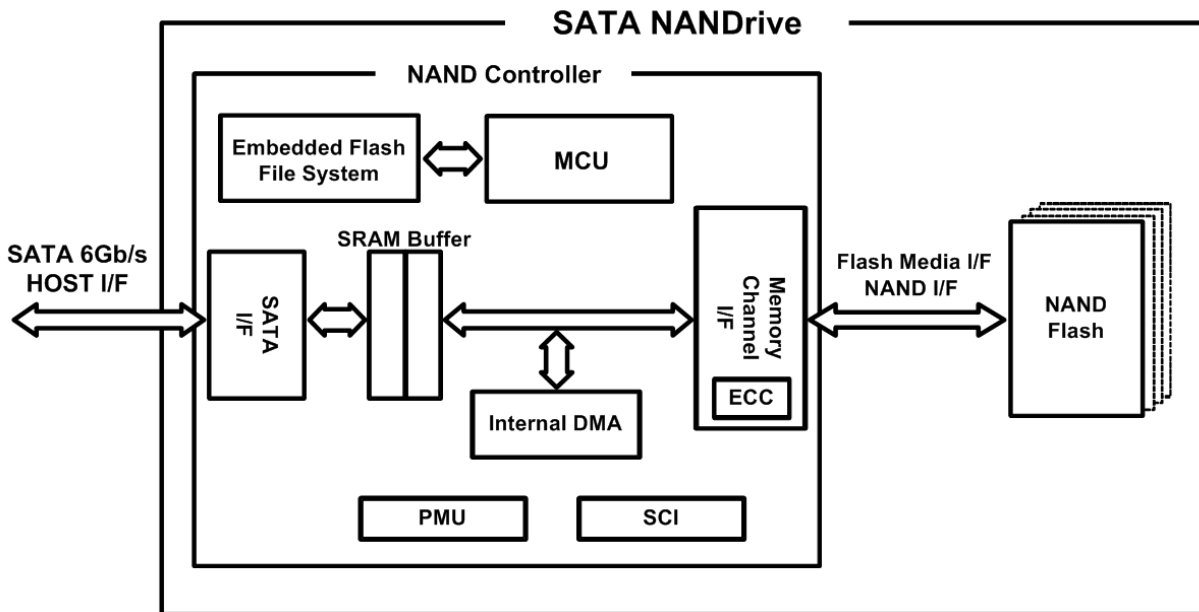 SATA NANDrive
NAND Controller
Embedded Flash
File System
MCU
SRAM Buffer
SATA 6Gb/s
HOST I/F
SATA
I/F
Memory
Channel
I/F
ECC
Flash Media I/F
NAND I/F
NAND
Flash
Internal DMA
PMU
SCI